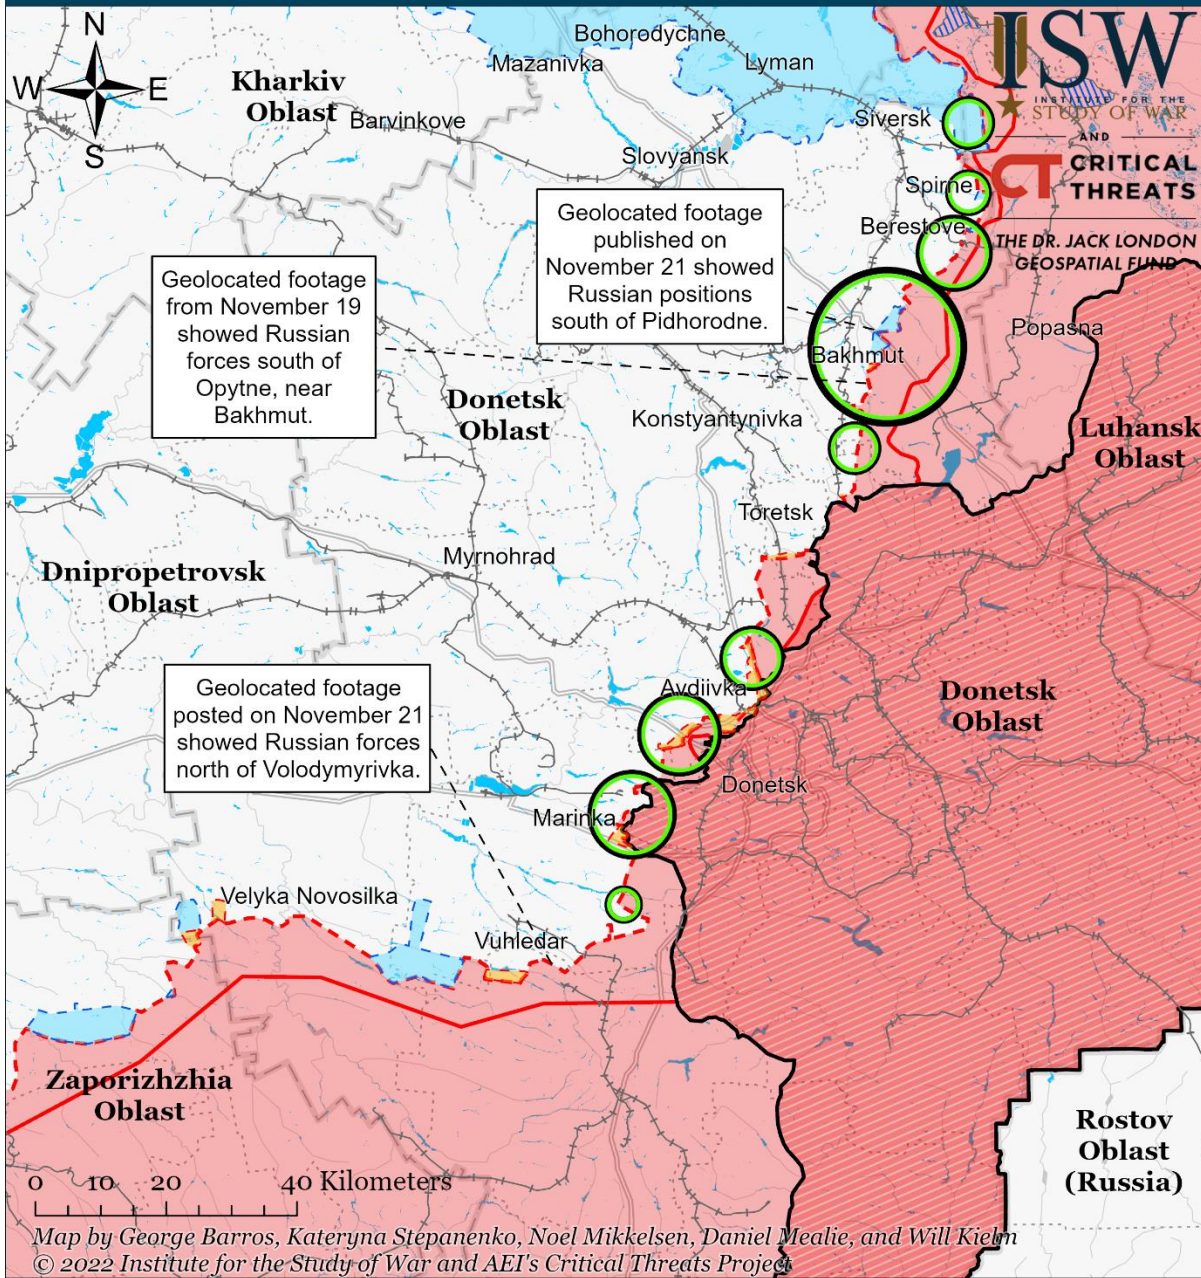 N
W
E
S
Bohorodychne
Mazanivka
Lyman
ISW
INSTITUTE FOR THE
STUDY OF WAR
AND
CT CRITICAL
THREATS
THE DR. JACK LONDON
GEOSPATIAL FUND
Kharkiv
Oblast
Barvinkove
Siversk
Slovyansk
Spirne
Berestove
Geolocated footage
published on
November 21 showed
Russian positions
south of Pidhorodne.
Geolocated footage
from November 19
showed Russian
forces south of
Opytne, near
Bakhmut.
Popasna
Bakhmut
Donetsk
Oblast
Konstyantynivka
Luhansk
Oblast
Toretsk
Myrnohrad
Dnipropetrovsk
Oblast
Geolocated footage
posted on November 21
showed Russian forces
north of Volodymyrivka.
Avdiivka
Donetsk
Oblast
Donetsk
Marinka
Velyka Novosilka
Vuhledar
Zaporizhzhia
Oblast
Rostov
Oblast
(Russia)
0 10 20 40 Kilometers
Map by George Barros, Kateryna Stepanenko, Noel Mikkelsen, Daniel Mealie, and Will Kielm
© 2022 Institute for the Study of War and AEI's Critical Threats Project